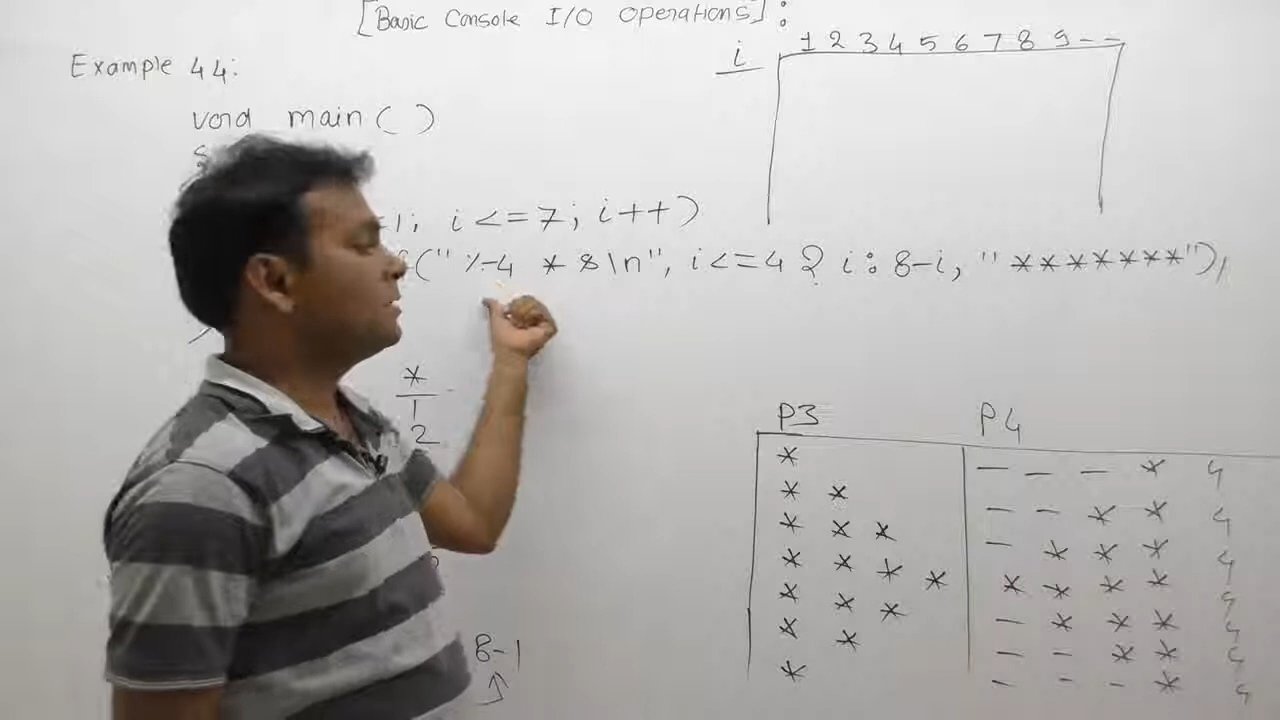 [Basic Console I/O Operations]:
Example 44:
void main( )
{
=1; i<=7; i++)
("%-4 * s\n", i<=4 ? i : 8-i, "*******");
i 1 2 3 4 5 6 7 8 9 - -
*
1
2
8-1
P3 P4
* - - - * 4
* * - - * * 4
* * * - * * * 4
* * * * * * * * 4
* * * - * * * 4
* * - - * * 4
* - - - * 4